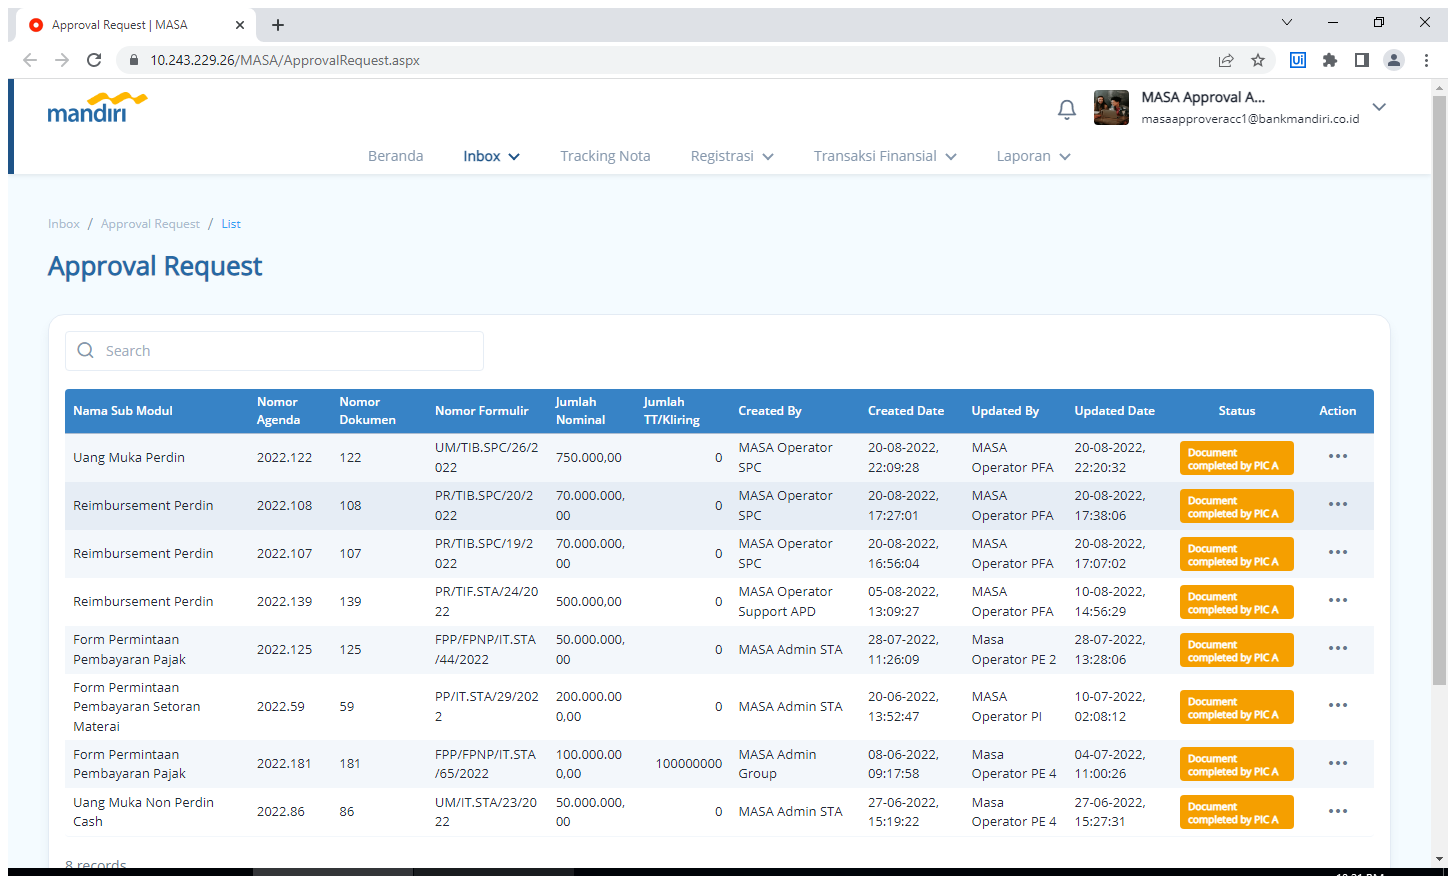 Approval Request | MASA
10.243.229.26/MASA/ApprovalRequest.aspx
Ui
mandiri
MASA Approval A...
masaapproveracc1@bankmandiri.co.id
Beranda Inbox Tracking Nota Registrasi Transaksi Finansial Laporan
Inbox / Approval Request / List
Approval Request
Search
Nama Sub Modul Nomor Agenda Nomor Dokumen Nomor Formulir Jumlah Nominal Jumlah TT/Kliring Created By Created Date Updated By Updated Date Status Action
Uang Muka Perdin 2022.122 122 UM/TIB.SPC/26/2022 750.000,00 0 MASA Operator SPC 20-08-2022, 22:09:28 MASA Operator PFA 20-08-2022, 22:20:32 Document completed by PIC A
Reimbursement Perdin 2022.108 108 PR/TIB.SPC/20/2022 70.000.000,00 0 MASA Operator SPC 20-08-2022, 17:27:01 MASA Operator PFA 20-08-2022, 17:38:06 Document completed by PIC A
Reimbursement Perdin 2022.107 107 PR/TIB.SPC/19/2022 70.000.000,00 0 MASA Operator SPC 20-08-2022, 16:56:04 MASA Operator PFA 20-08-2022, 17:07:02 Document completed by PIC A
Reimbursement Perdin 2022.139 139 PR/TIF.STA/24/2022 500.000,00 0 MASA Operator Support APD 05-08-2022, 13:09:27 MASA Operator PFA 10-08-2022, 14:56:29 Document completed by PIC A
Form Permintaan Pembayaran Pajak 2022.125 125 FPP/FPNP/IT.STA/44/2022 50.000.000,00 0 MASA Admin STA 28-07-2022, 11:26:09 Masa Operator PE 2 28-07-2022, 13:28:06 Document completed by PIC A
Form Permintaan Pembayaran Setoran Materai 2022.59 59 PP/IT.STA/29/2022 200.000.000,00 0 MASA Admin STA 20-06-2022, 13:52:47 MASA Operator PI 10-07-2022, 02:08:12 Document completed by PIC A
Form Permintaan Pembayaran Pajak 2022.181 181 FPP/FPNP/IT.STA/65/2022 100.000.000,00 100000000 MASA Admin Group 08-06-2022, 09:17:58 Masa Operator PE 4 04-07-2022, 11:00:26 Document completed by PIC A
Uang Muka Non Perdin Cash 2022.86 86 UM/IT.STA/23/2022 50.000.000,00 0 MASA Admin STA 27-06-2022, 15:19:22 Masa Operator PE 4 27-06-2022, 15:27:31 Document completed by PIC A
8 records